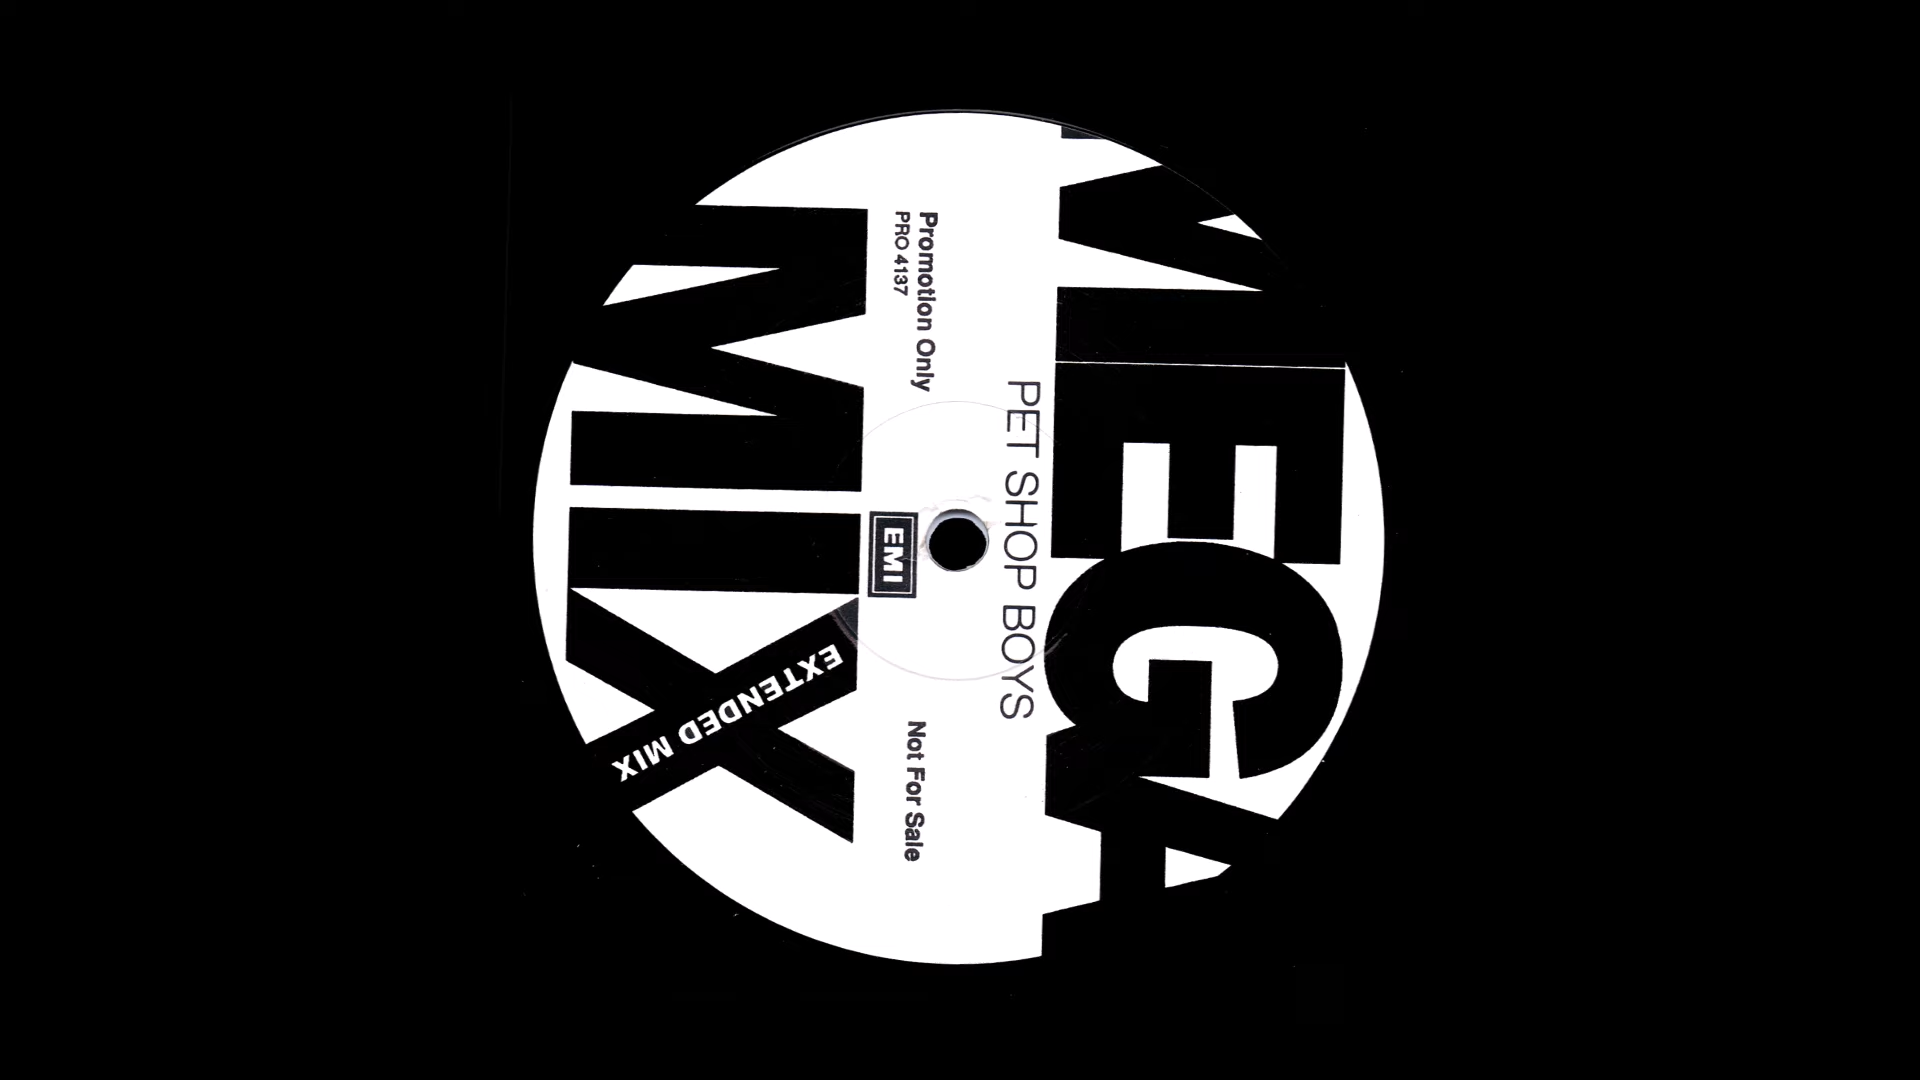 MEGA
PET SHOP BOYS
Promotion Only
PRO 4137
Not For Sale
EMI
MIX
EXTENDED MIX